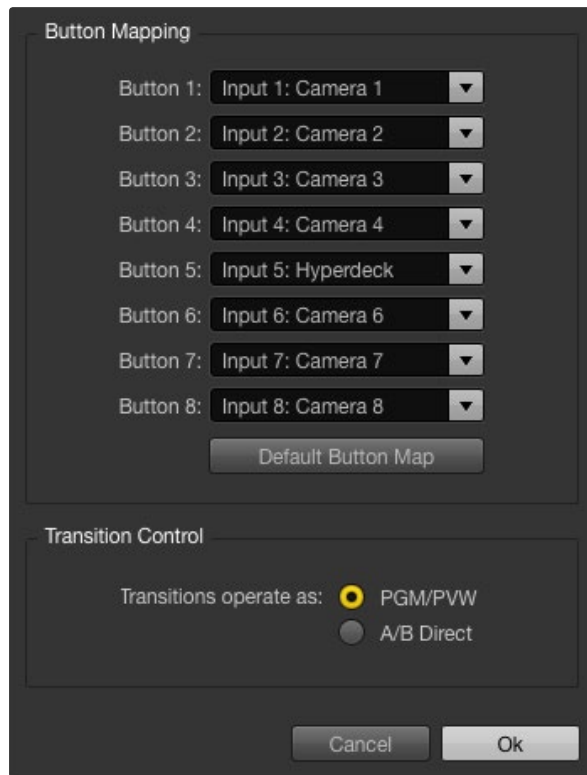 Button Mapping
Button 1: Input 1: Camera 1
Button 2: Input 2: Camera 2
Button 3: Input 3: Camera 3
Button 4: Input 4: Camera 4
Button 5: Input 5: Hyperdeck
Button 6: Input 6: Camera 6
Button 7: Input 7: Camera 7
Button 8: Input 8: Camera 8
Default Button Map
Transition Control
Transitions operate as: PGM/PVW
A/B Direct
Cancel Ok